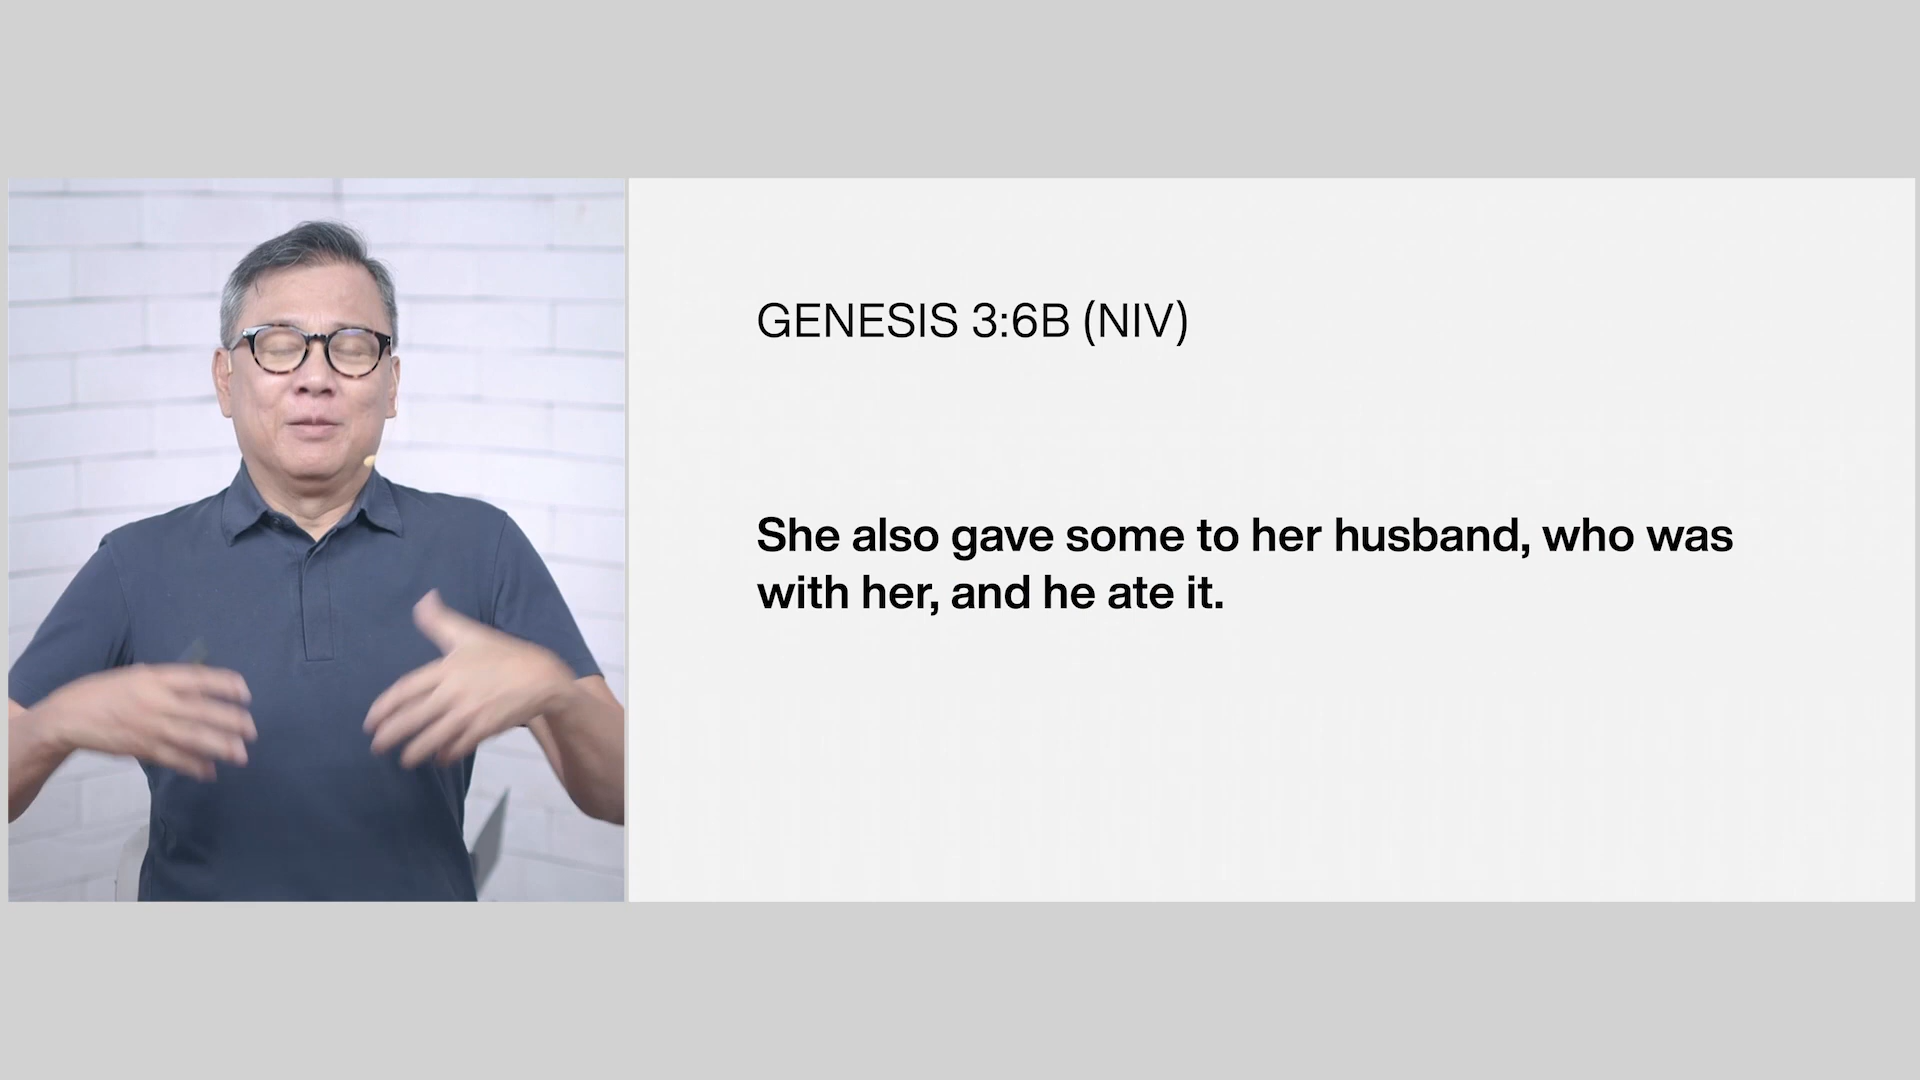 GENESIS 3:6B (NIV)
She also gave some to her husband, who was
with her, and he ate it.